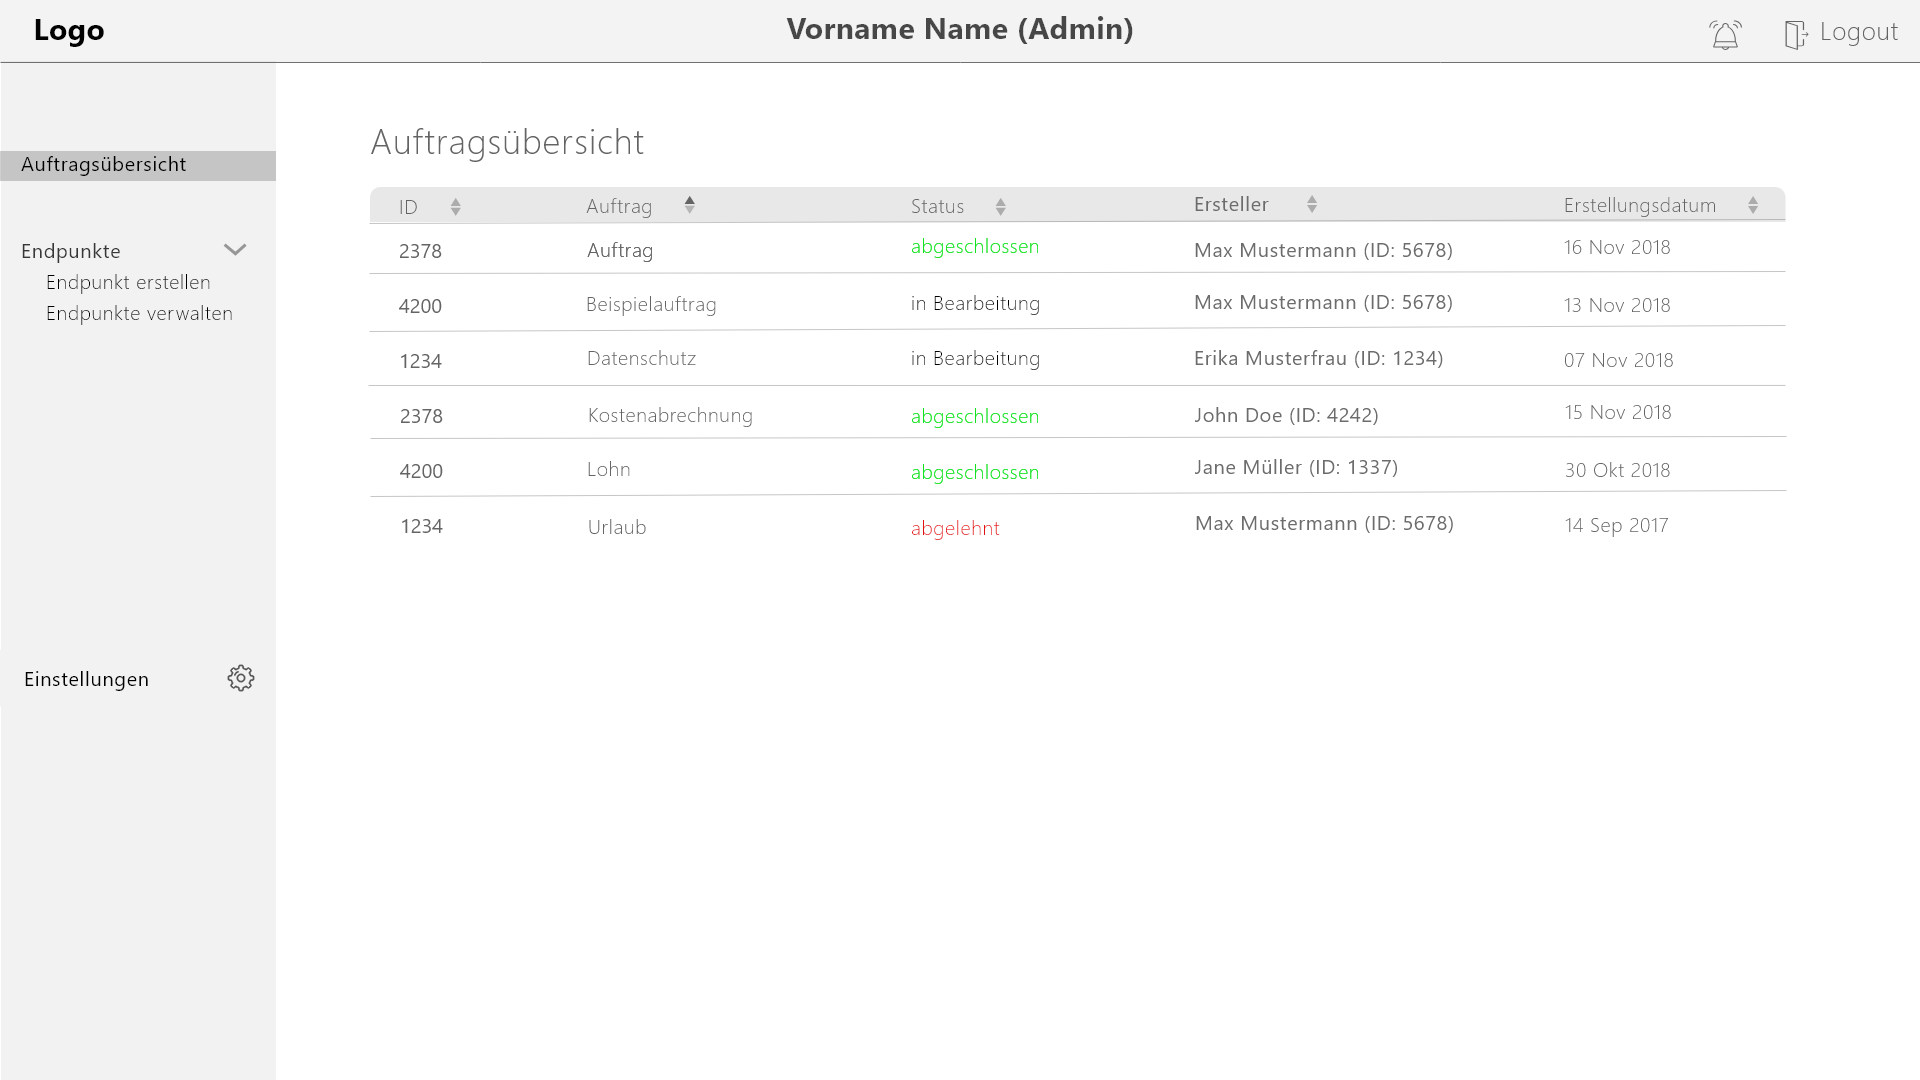 Logo
Vorname Name (Admin)
Logout
Auftragsübersicht
Endpunkte
Endpunkt erstellen
Endpunkte verwalten
Einstellungen
Auftragsübersicht
ID Auftrag Status Ersteller Erstellungsdatum
2378 Auftrag abgeschlossen Max Mustermann (ID: 5678) 16 Nov 2018
4200 Beispielauftrag in Bearbeitung Max Mustermann (ID: 5678) 13 Nov 2018
1234 Datenschutz in Bearbeitung Erika Musterfrau (ID: 1234) 07 Nov 2018
2378 Kostenabrechnung abgeschlossen John Doe (ID: 4242) 15 Nov 2018
4200 Lohn abgeschlossen Jane Müller (ID: 1337) 30 Okt 2018
1234 Urlaub abgelehnt Max Mustermann (ID: 5678) 14 Sep 2017